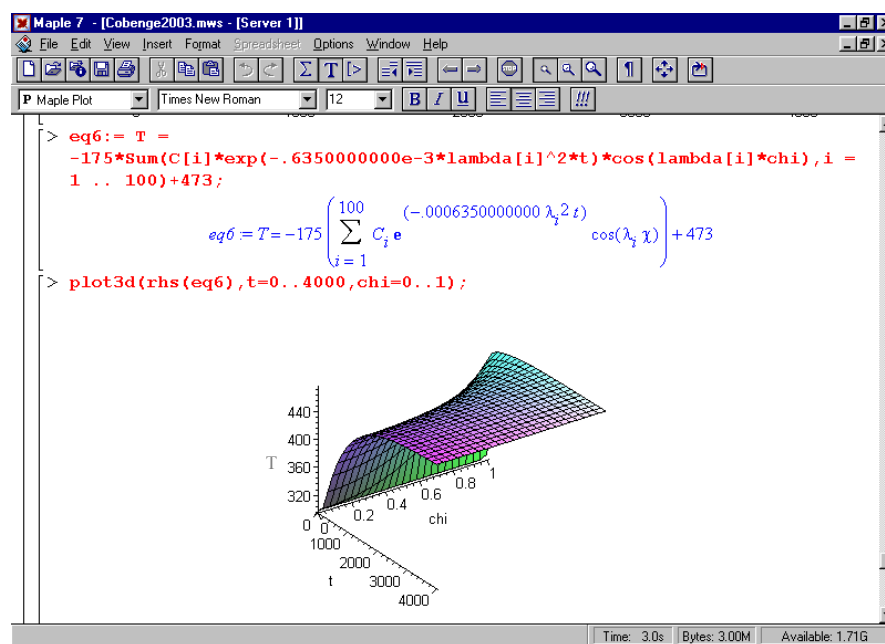 Maple 7 - [Cobenge2003.mws - [Server 1]]
File Edit View Insert Format Spreadsheet Options Window Help
P Maple Plot Times New Roman 12 B I U !!!
> eq6:= T =
-175*Sum(C[i]*exp(-.6350000000e-3*lambda[i]^2*t)*cos(lambda[i]*chi),i =
1 .. 100)+473;
eq6 := T = -175 ( ∑_{i = 1}^{100} C_i e^{(-.0006350000000 λ_i^2 t)} cos(λ_i χ) ) + 473
> plot3d(rhs(eq6),t=0..4000,chi=0..1);
440
400
T
360
320
0 0.2 0.4 0.6 0.8 1
chi
0 1000 2000 3000 4000
t
Time: 3.0s Bytes: 3.00M Available: 1.71G